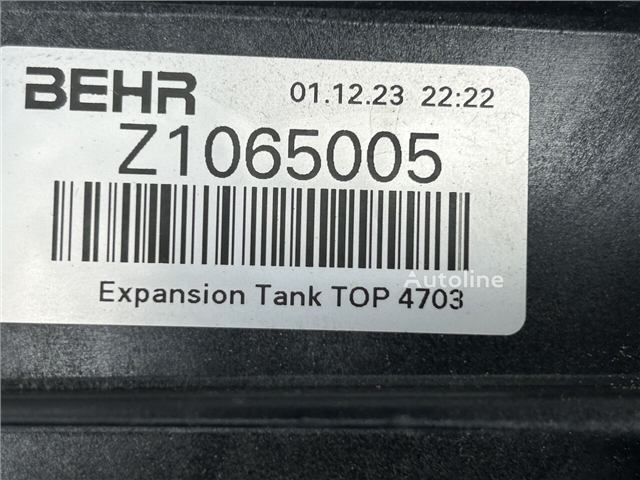 BEHR 01.12.23 22:22
Z1065005
Autoline
Expansion Tank TOP 4703